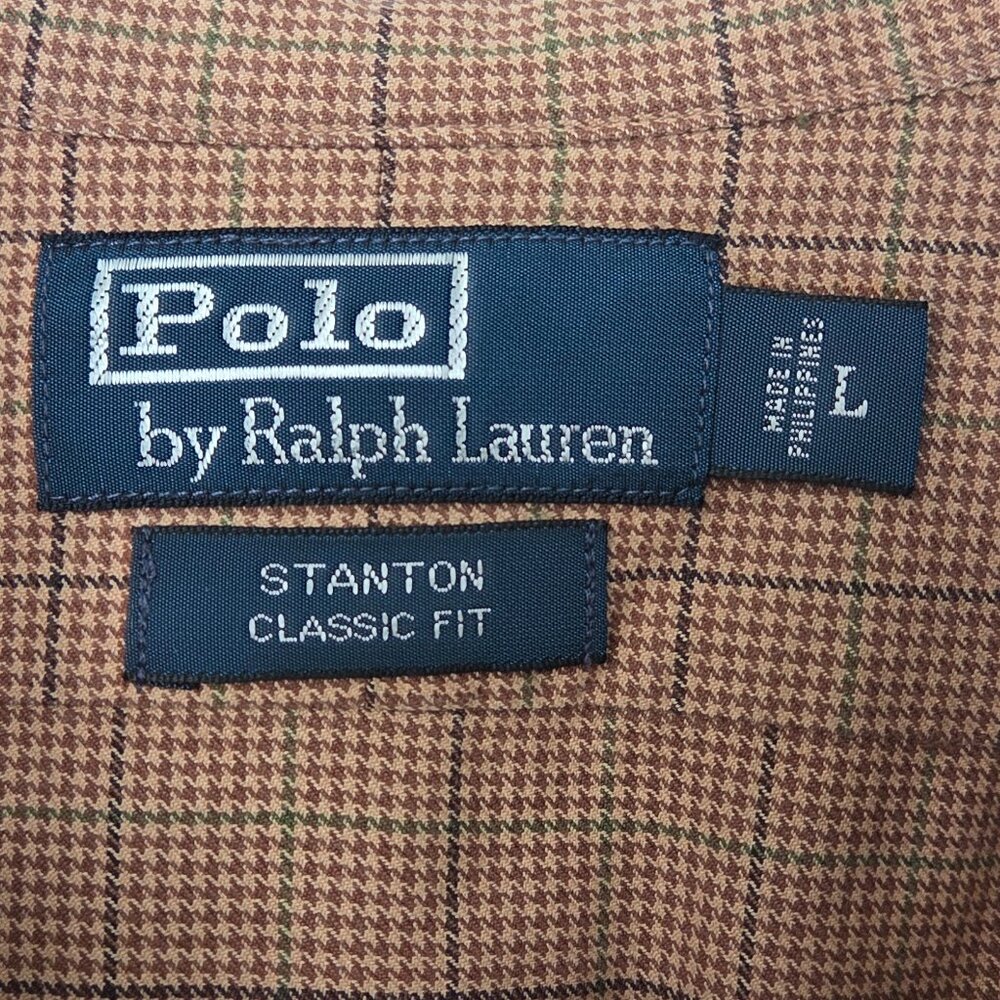 Polo
by Ralph Lauren
MADE IN
PHILIPPINES
L
STANTON
CLASSIC FIT